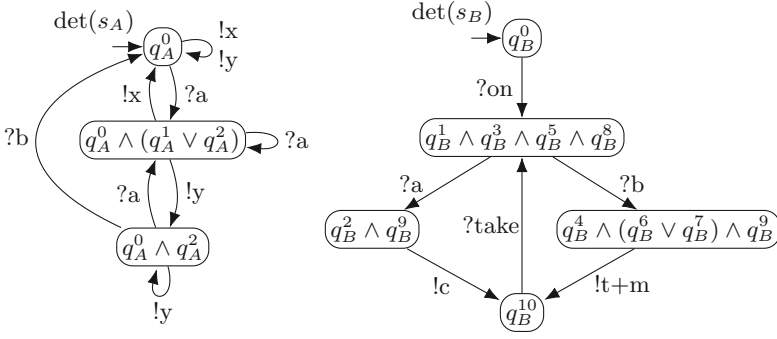 det(s_A)
q_A^0
!x
!y
!x
?a
?b
q_A^0 ∧ (q_A^1 ∨ q_A^2)
?a
?a
!y
q_A^0 ∧ q_A^2
!y
det(s_B)
q_B^0
?on
q_B^1 ∧ q_B^3 ∧ q_B^5 ∧ q_B^8
?a
?b
?take
q_B^2 ∧ q_B^9
q_B^4 ∧ (q_B^6 ∨ q_B^7) ∧ q_B^9
!c
!t+m
q_B^10